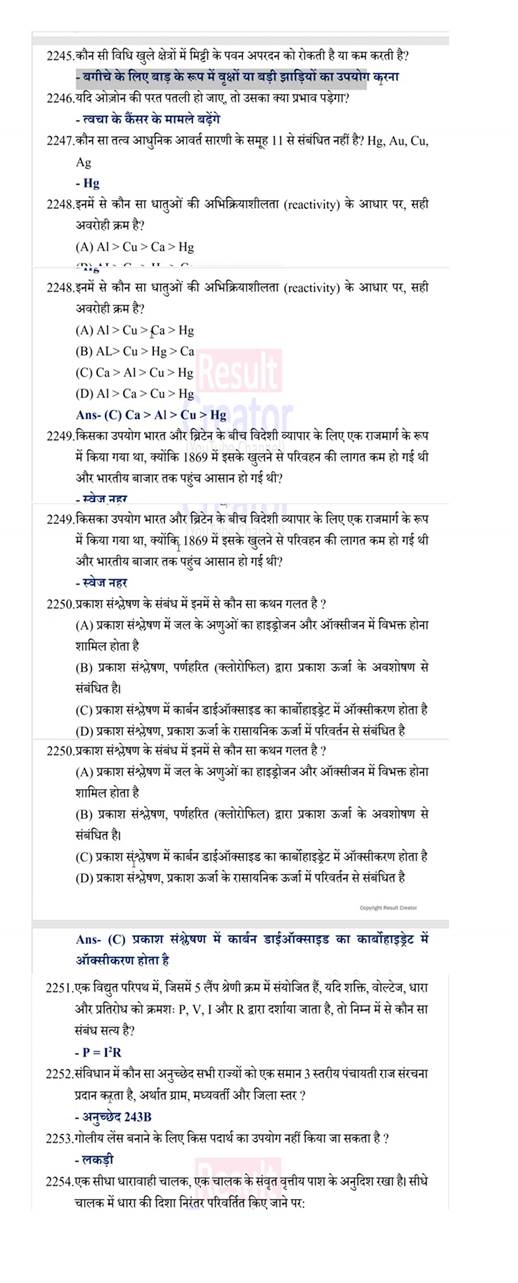 2245.कौन सी विधि खुले क्षेत्रों में मिट्टी के पवन अपरदन को रोकती है या कम करती है?
- बगीचे के लिए बाड़ के रूप में वृक्षों या बड़ी झाड़ियों का उपयोग करना
2246.यदि ओज़ोन की परत पतली हो जाए, तो उसका क्या प्रभाव पड़ेगा?
- त्वचा के कैंसर के मामले बढ़ेंगे
2247.कौन सा तत्व आधुनिक आवर्त सारणी के समूह 11 से संबंधित नहीं है? Hg, Au, Cu,
Ag
- Hg
2248.इनमें से कौन सा धातुओं की अभिक्रियाशीलता (reactivity) के आधार पर, सही
अवरोही क्रम है?
(A) Al > Cu > Ca > Hg
2248.इनमें से कौन सा धातुओं की अभिक्रियाशीलता (reactivity) के आधार पर, सही
अवरोही क्रम है?
(A) Al > Cu > Ca > Hg
(B) AL> Cu > Hg > Ca
(C) Ca > Al > Cu > Hg
(D) Al > Ca > Cu > Hg
Result
Creator
Ans- (C) Ca > Al > Cu > Hg
2249.किसका उपयोग भारत और ब्रिटेन के बीच विदेशी व्यापार के लिए एक राजमार्ग के रूप
में किया गया था, क्योंकि 1869 में इसके खुलने से परिवहन की लागत कम हो गई थी
और भारतीय बाजार तक पहुंच आसान हो गई थी?
- स्वेज नहर
2249.किसका उपयोग भारत और ब्रिटेन के बीच विदेशी व्यापार के लिए एक राजमार्ग के रूप
में किया गया था, क्योंकि 1869 में इसके खुलने से परिवहन की लागत कम हो गई थी
और भारतीय बाजार तक पहुंच आसान हो गई थी?
- स्वेज नहर
2250.प्रकाश संश्लेषण के संबंध में इनमें से कौन सा कथन गलत है ?
(A) प्रकाश संश्लेषण में जल के अणुओं का हाइड्रोजन और ऑक्सीजन में विभक्त होना
शामिल होता है
(B) प्रकाश संश्लेषण, पर्णहरित (क्लोरोफिल) द्वारा प्रकाश ऊर्जा के अवशोषण से
संबंधित है।
(C) प्रकाश संश्लेषण में कार्बन डाईऑक्साइड का कार्बोहाइड्रेट में ऑक्सीकरण होता है
(D) प्रकाश संश्लेषण, प्रकाश ऊर्जा के रासायनिक ऊर्जा में परिवर्तन से संबंधित है
2250.प्रकाश संश्लेषण के संबंध में इनमें से कौन सा कथन गलत है ?
(A) प्रकाश संश्लेषण में जल के अणुओं का हाइड्रोजन और ऑक्सीजन में विभक्त होना
शामिल होता है
(B) प्रकाश संश्लेषण, पर्णहरित (क्लोरोफिल) द्वारा प्रकाश ऊर्जा के अवशोषण से
संबंधित है।
(C) प्रकाश संश्लेषण में कार्बन डाईऑक्साइड का कार्बोहाइड्रेट में ऑक्सीकरण होता है
(D) प्रकाश संश्लेषण, प्रकाश ऊर्जा के रासायनिक ऊर्जा में परिवर्तन से संबंधित है
Copyright Result Creator
Ans- (C) प्रकाश संश्लेषण में कार्बन डाईऑक्साइड का कार्बोहाइड्रेट में
ऑक्सीकरण होता है
2251.एक विद्युत परिपथ में, जिसमें 5 लैंप श्रेणी क्रम में संयोजित हैं, यदि शक्ति, वोल्टेज, धारा
और प्रतिरोध को क्रमशः P, V, I और R द्वारा दर्शाया जाता है, तो निम्न में से कौन सा
संबंध सत्य है?
- P = I²R
2252.संविधान में कौन सा अनुच्छेद सभी राज्यों को एक समान 3 स्तरीय पंचायती राज संरचना
प्रदान करता है, अर्थात ग्राम, मध्यवर्ती और जिला स्तर ?
- अनुच्छेद 243B
2253.गोलीय लेंस बनाने के लिए किस पदार्थ का उपयोग नहीं किया जा सकता है ?
- लकड़ी
2254.एक सीधा धारावाही चालक, एक चालक के संवृत वृत्तीय पाश के अनुदिश रखा है। सीधे
चालक में धारा की दिशा निरंतर परिवर्तित किए जाने पर: